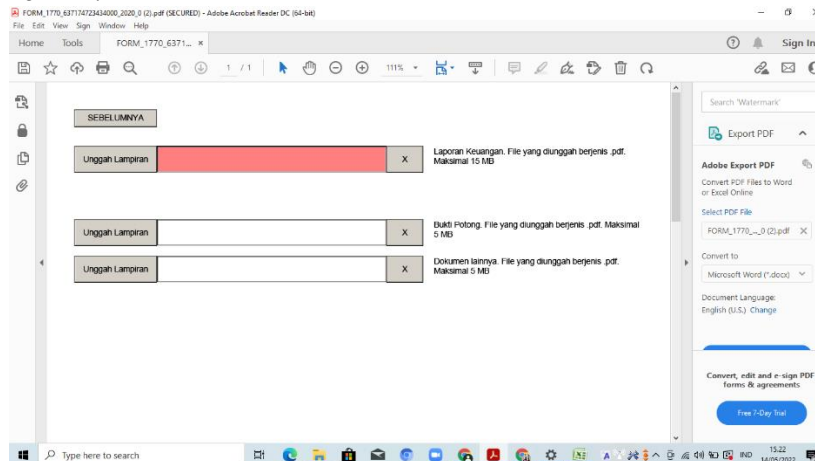 FORM_1770_637174723434000_2020_0 (2).pdf (SECURED) - Adobe Acrobat Reader DC (64-bit)
File Edit View Sign Window Help
Home Tools FORM_1770_6371... × Sign In
1 / 1 111%
SEBELUMNYA
Unggah Lampiran X Laporan Keuangan. File yang diunggah berjenis .pdf.
Maksimal 15 MB
Unggah Lampiran X Bukti Potong. File yang diunggah berjenis .pdf. Maksimal
5 MB
Unggah Lampiran X Dokumen lainnya. File yang diunggah berjenis .pdf.
Maksimal 5 MB
Search 'Watermark'
Export PDF
Adobe Export PDF
Convert PDF Files to Word
or Excel Online
Select PDF File
FORM_1770_..._0 (2).pdf ×
Convert to
Microsoft Word (*.docx)
Document Language:
English (U.S.) Change
Convert, edit and e-sign PDF
forms & agreements
Free 7-Day Trial
Type here to search
IND
15:22
14/05/2022